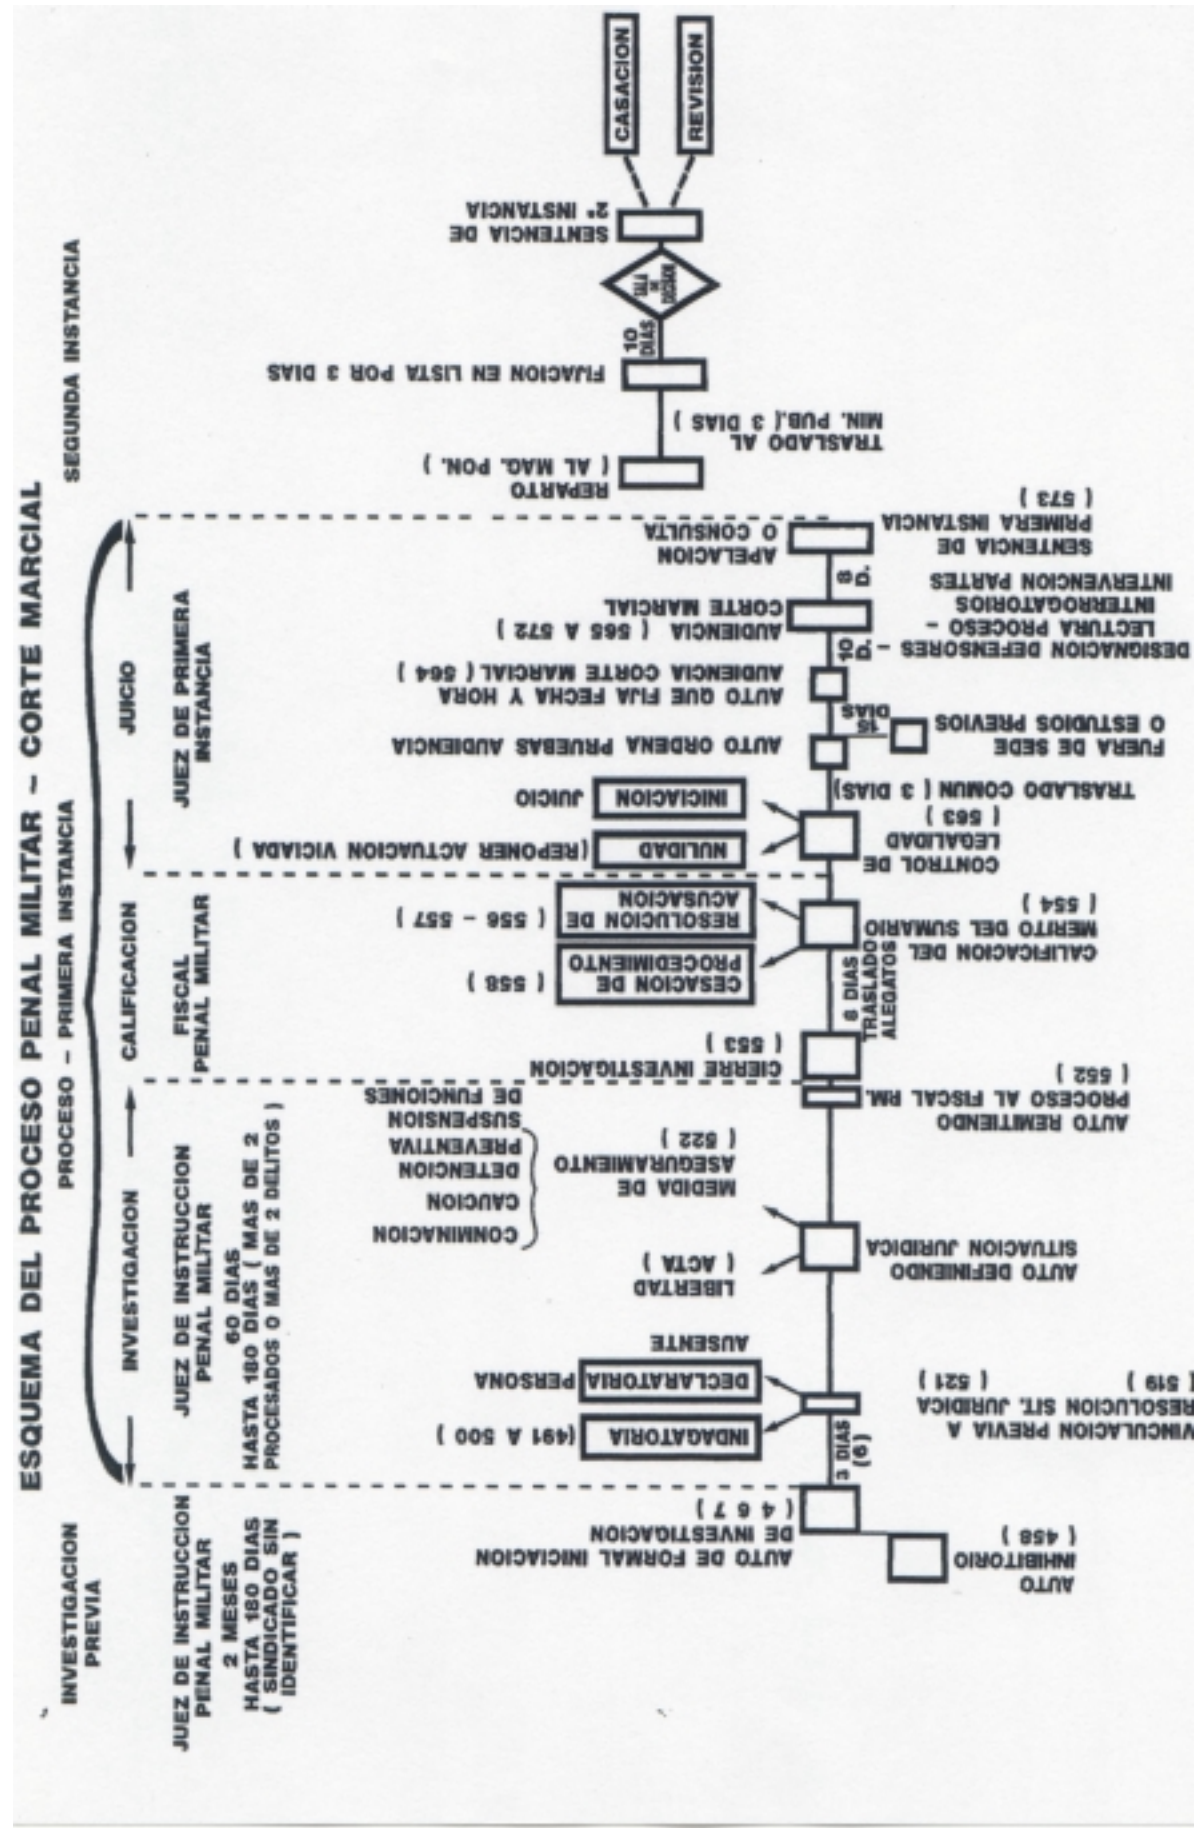 ESQUEMA DEL PROCESO PENAL MILITAR – CORTE MARCIAL
PROCESO – PRIMERA INSTANCIA
SEGUNDA INSTANCIA
INVESTIGACION
PREVIA
INVESTIGACION
CALIFICACION
JUICIO
JUEZ DE INSTRUCCION
PENAL MILITAR
2 MESES
HASTA 180 DIAS
( SINDICADO SIN
IDENTIFICAR )
JUEZ DE INSTRUCCION
PENAL MILITAR
60 DIAS
HASTA 180 DIAS ( MAS DE 2
PROCESADOS O MAS DE 2 DELITOS )
FISCAL
PENAL MILITAR
JUEZ DE PRIMERA
INSTANCIA
AUTO DE FORMAL INICIACION
DE INVESTIGACION
( 4 6 7 )
AUTO
INHIBITORIO
( 458 )
3 DIAS
(6)
INDAGATORIA
(491 A 500 )
DECLARATORIA
PERSONA
AUSENTE
VINCULACION PREVIA A
RESOLUCION SIT. JURIDICA
( 519 )
( 521 )
LIBERTAD
( ACTA )
AUTO DEFINIENDO
SITUACION JURIDICA
MEDIDA DE
ASEGURAMIENTO
( 522 )
CONMINACION
CAUCION
DETENCION
PREVENTIVA
SUSPENSION
DE FUNCIONES
AUTO REMITIENDO
PROCESO AL FISCAL RM.
( 552 )
CIERRE INVESTIGACION
( 553 )
8 DIAS
TRASLADO
ALEGATOS
CESACION DE
PROCEDIMIENTO
( 558 )
RESOLUCION DE
ACUSACION
( 556 – 557 )
CALIFICACION DEL
MERITO DEL SUMARIO
( 554 )
NULIDAD
(REPONER ACTUACION VICIADA )
INICIACION
JUICIO
CONTROL DE
LEGALIDAD
( 563 )
TRASLADO COMUN ( 3 DIAS)
AUTO ORDENA PRUEBAS AUDIENCIA
15
DIAS
FUERA DE SEDE
O ESTUDIOS PREVIOS
AUTO QUE FIJA FECHA Y HORA
AUDIENCIA CORTE MARCIAL ( 564 )
10
D.
AUDIENCIA ( 565 A 572 )
CORTE MARCIAL
DESIGNACION DEFENSORES –
LECTURA PROCESO –
INTERROGATORIOS
INTERVENCION PARTES
8
D.
APELACION
O CONSULTA
SENTENCIA DE
PRIMERA INSTANCIA
( 573 )
REPARTO
( AL MAG. PON. )
TRASLADO AL
MIN. PUB.( 3 DIAS )
FIJACION EN LISTA POR 3 DIAS
10
DIAS
SENTENCIA DE
2ª INSTANCIA
CASACION
REVISION